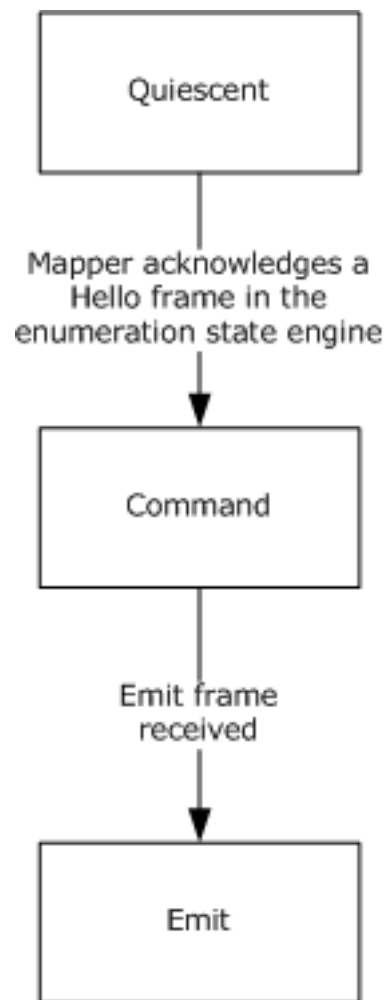 Quiescent
Mapper acknowledges a
Hello frame in the
enumeration state engine
Command
Emit frame
received
Emit